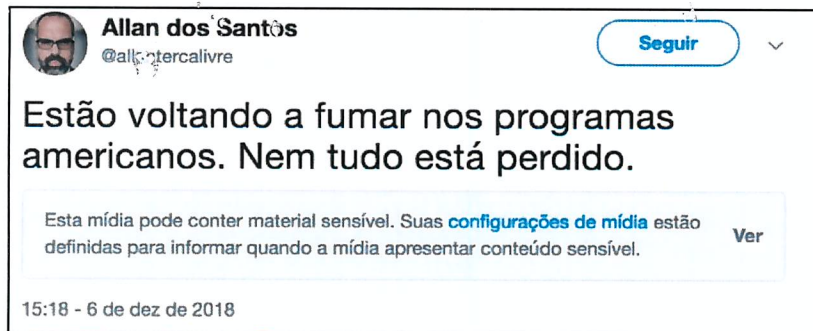 Allan dos Santos
Seguir
Estão voltando a fumar nos programas
americanos. Nem tudo está perdido.
Esta mídia pode conter material sensível. Suas configurações de mídia estão
definidas para informar quando a mídia apresentar conteúdo sensível.
Ver
15:18 - 6 de dez de 2018